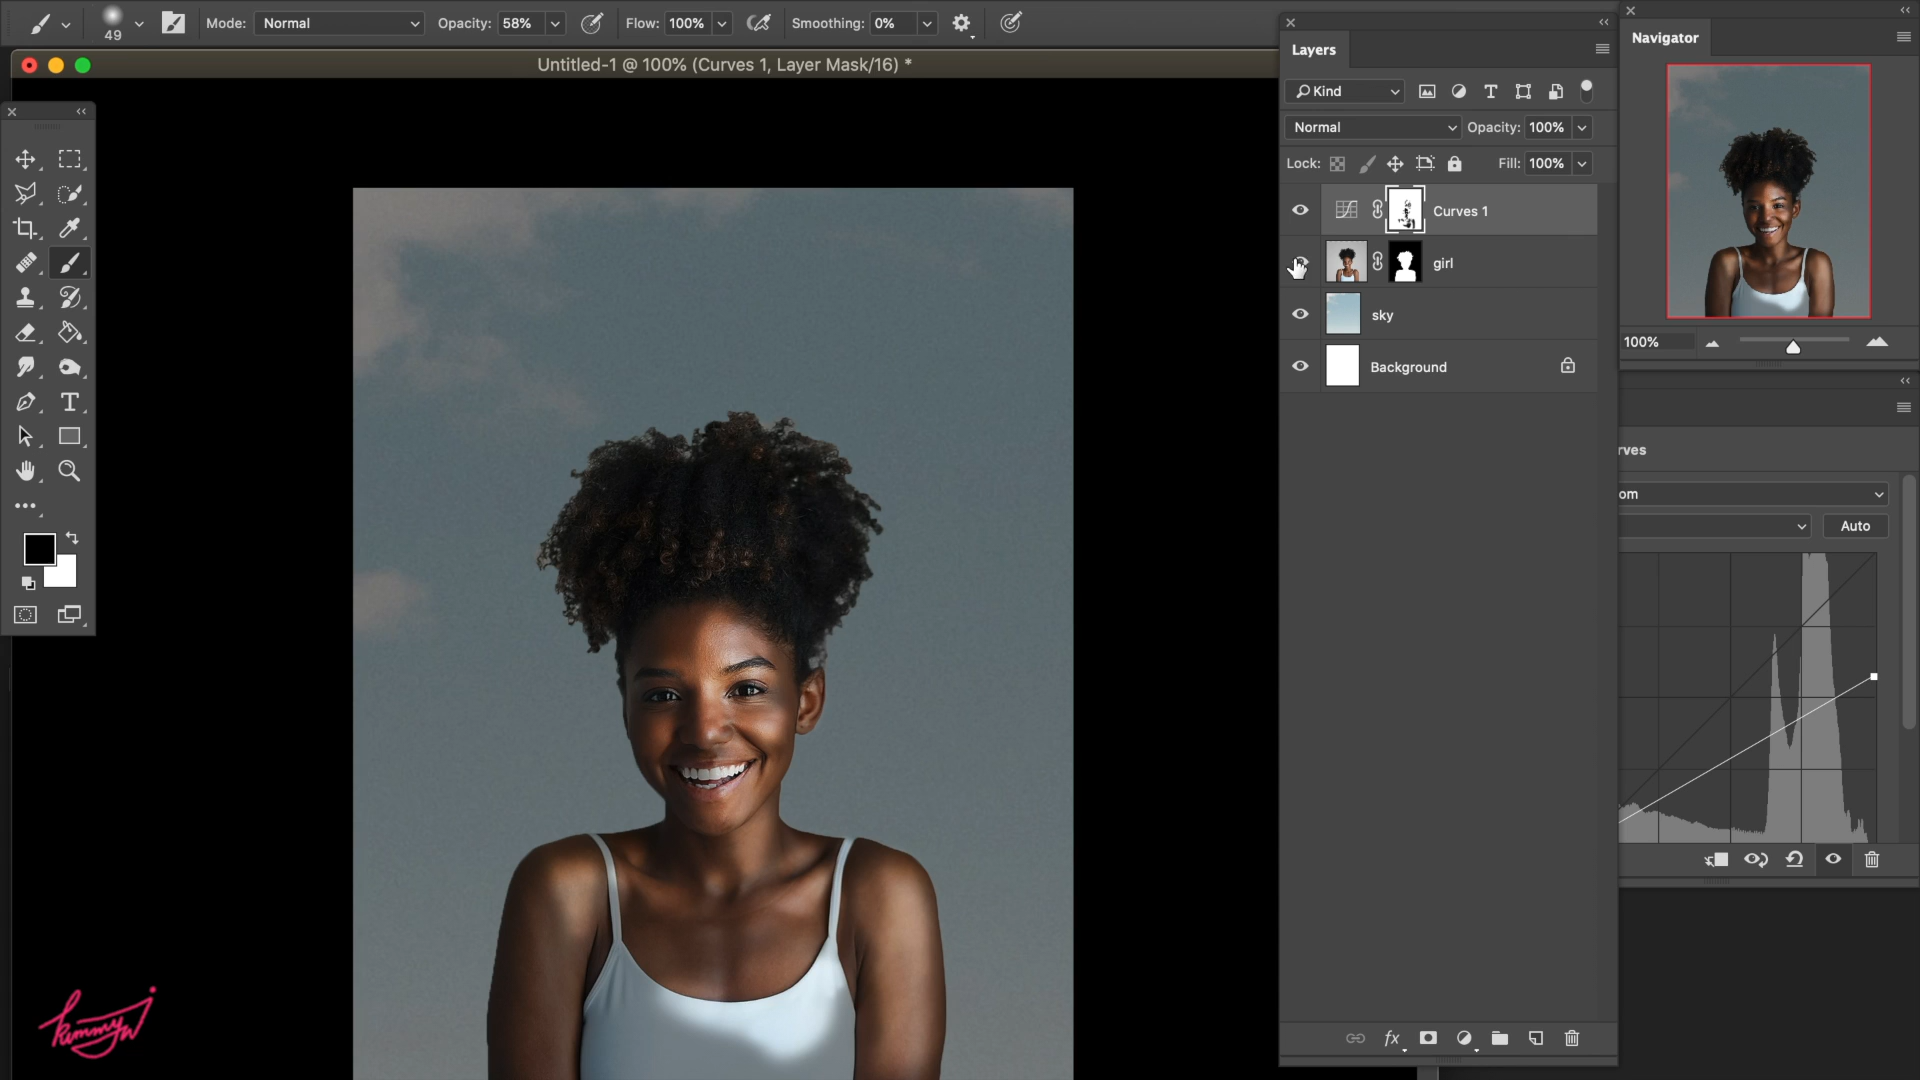 49
Mode: Normal
Opacity: 58%
Flow: 100%
Smoothing: 0%
Untitled-1 @ 100% (Curves 1, Layer Mask/16) *
Layers
Kind
Normal
Opacity: 100%
Lock:
Fill: 100%
Curves 1
girl
sky
Background
fx
Navigator
100%
rves
om
Auto